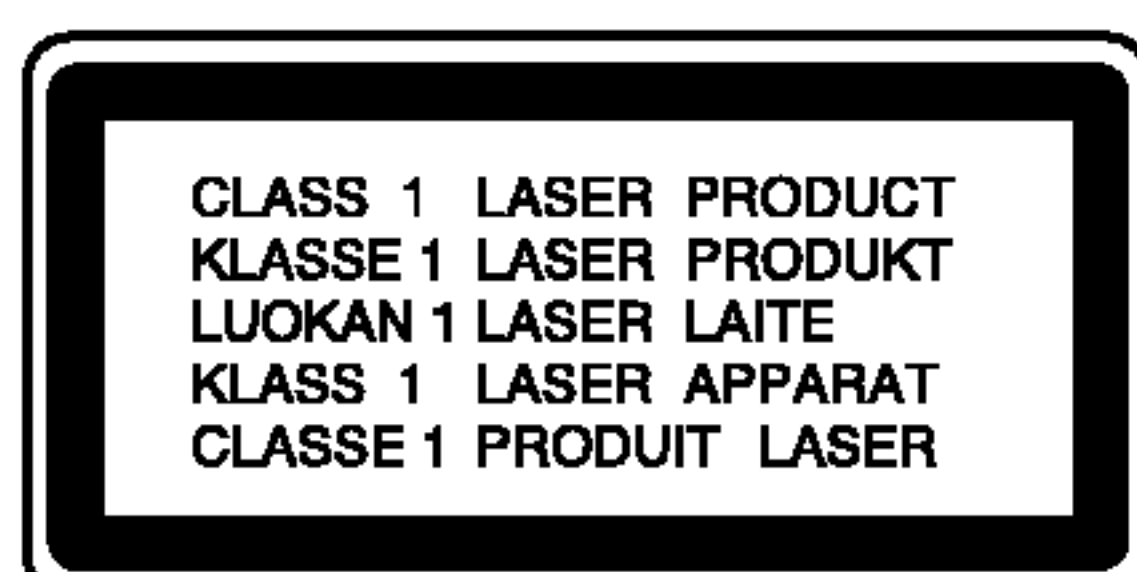 CLASS 1 LASER PRODUCT
KLASSE 1 LASER PRODUKT
LUOKAN 1 LASER LAITE
KLASS 1 LASER APPARAT
CLASSE 1 PRODUIT LASER